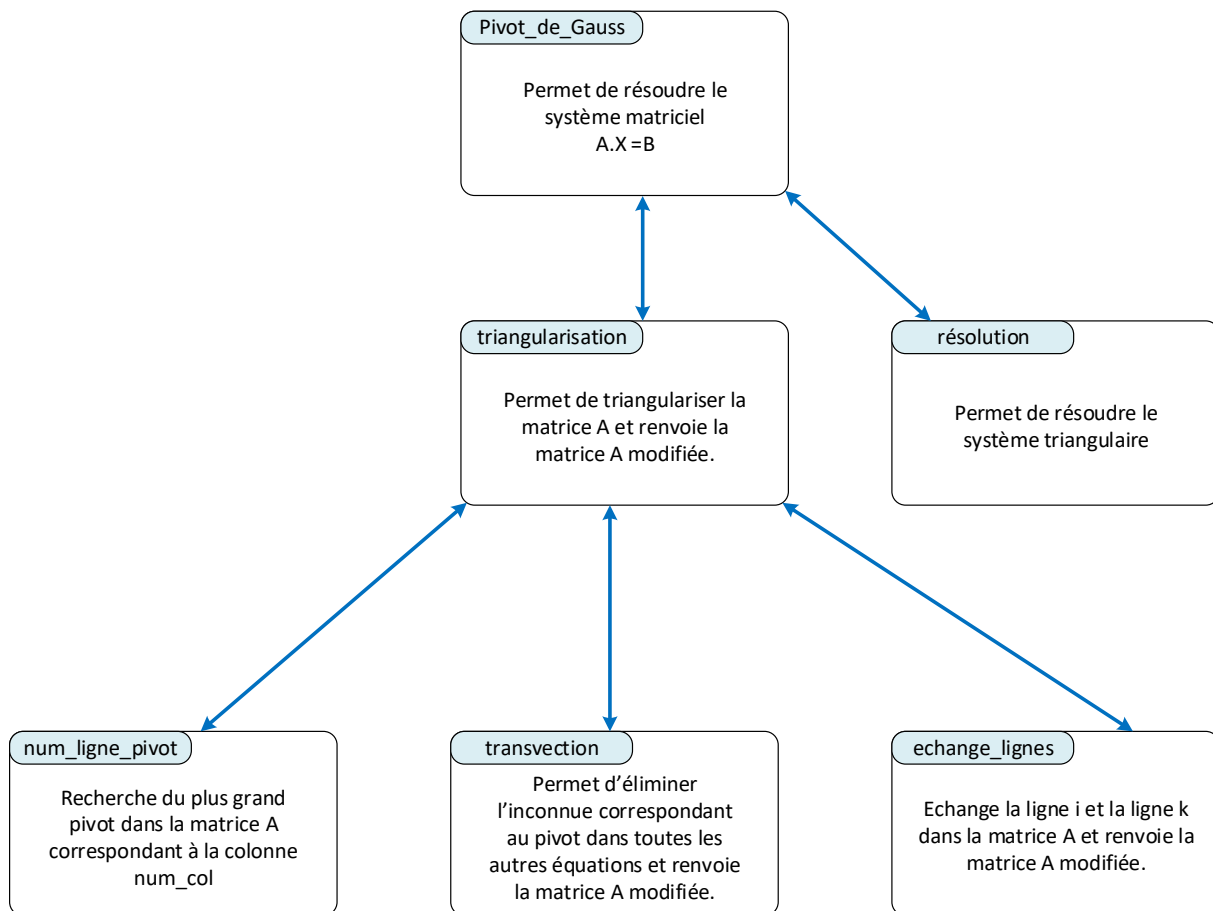 Pivot_de_Gauss
Permet de résoudre le
système matriciel
A.X =B
triangularisation
Permet de triangulariser la
matrice A et renvoie la
matrice A modifiée.
résolution
Permet de résoudre le
système triangulaire
num_ligne_pivot
Recherche du plus grand
pivot dans la matrice A
correspondant à la colonne
num_col
transvection
Permet d’éliminer
l’inconnue correspondant
au pivot dans toutes les
autres équations et renvoie
la matrice A modifiée.
echange_lignes
Echange la ligne i et la ligne k
dans la matrice A et renvoie la
matrice A modifiée.